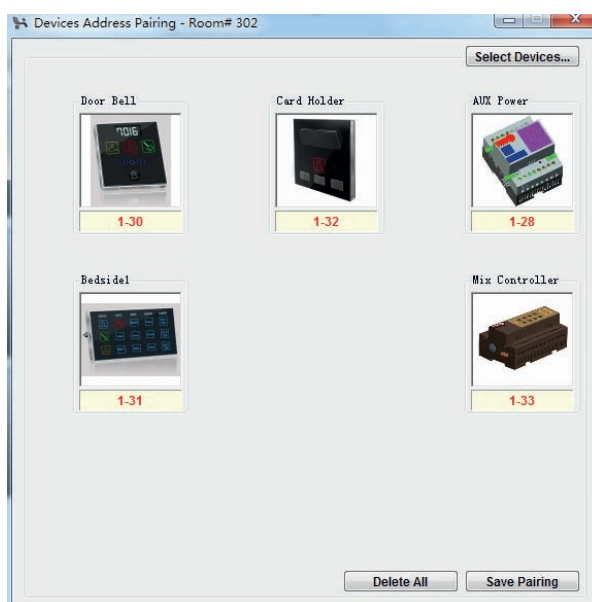 Devices Address Pairing - Room# 302
Select Devices...
Door Bell
Card Holder
AUX Power
7016
1-30
1-32
1-28
Bedside1
Mix Controller
1-31
1-33
Delete All
Save Pairing